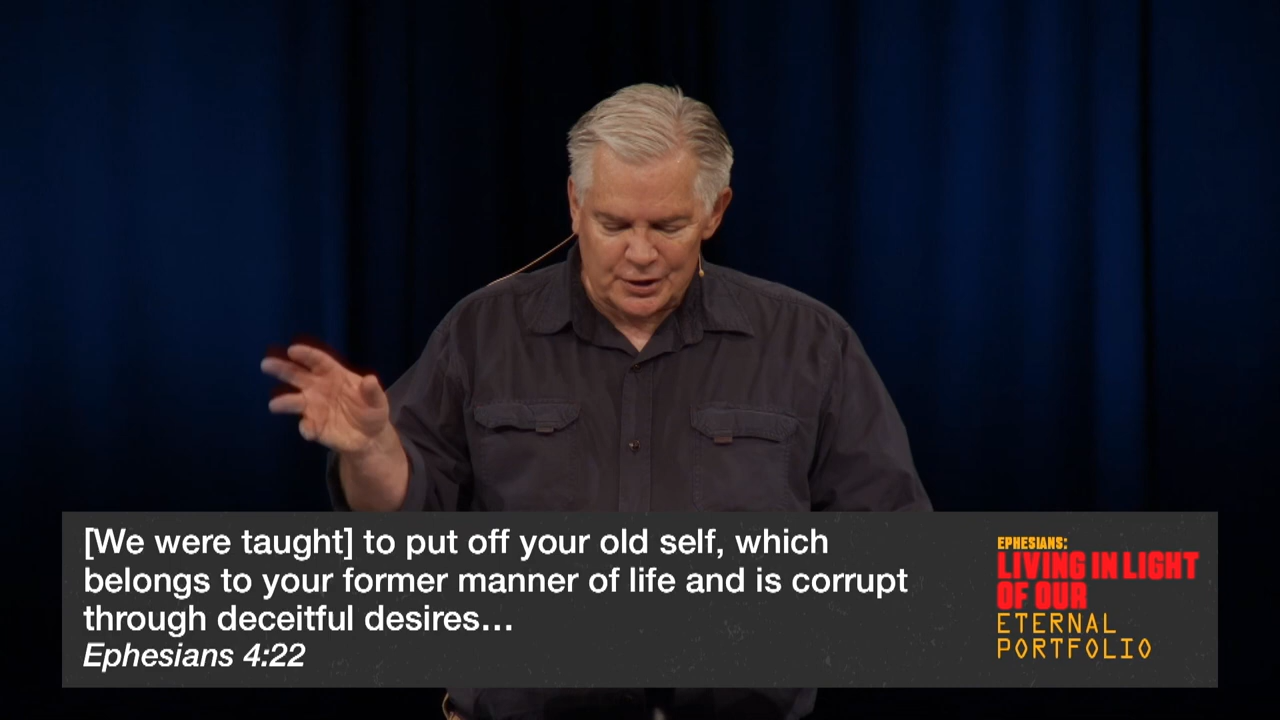 [We were taught] to put off your old self, which
belongs to your former manner of life and is corrupt
through deceitful desires…
Ephesians 4:22
EPHESIANS:
LIVING IN LIGHT
OF OUR
ETERNAL
PORTFOLIO